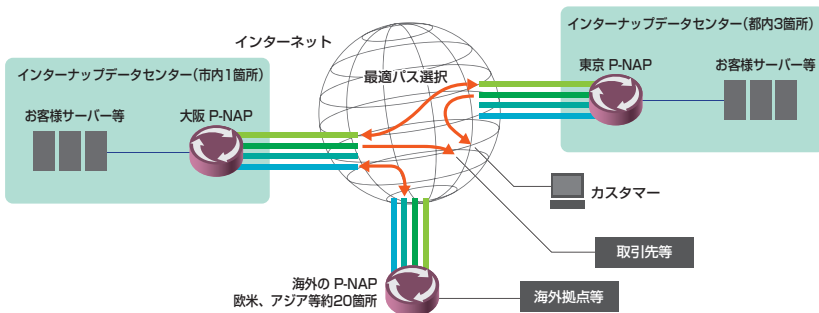 インターナップデータセンター(都内3箇所)
インターネット
東京 P-NAP
お客様サーバー等
インターナップデータセンター(市内1箇所)
最適パス選択
お客様サーバー等
大阪 P-NAP
カスタマー
取引先等
海外の P-NAP
欧米、アジア等約20箇所
海外拠点等